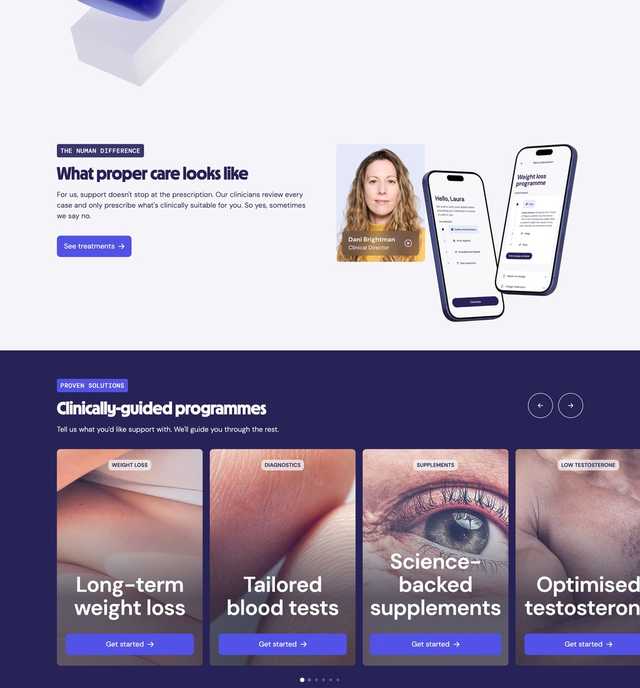 THE HUMAN DIFFERENCE
What proper care looks like
For us, support doesn't stop at the prescription. Our clinicians review every
case and only prescribe what's clinically suitable for you. So yes, sometimes
we say no.
See treatments →
Dani Brightman
Clinical Director
Hello, Laura
Weight loss
programme
PROVEN SOLUTIONS
Clinically-guided programmes
Tell us what you'd like support with. We'll guide you through the rest.
← →
WEIGHT LOSS
Long-term
weight loss
Get started →
DIAGNOSTICS
Tailored
blood tests
Get started →
SUPPLEMENTS
Science-
backed
supplements
Get started →
LOW TESTOSTERONE
Optimised
testosteron
Get started →